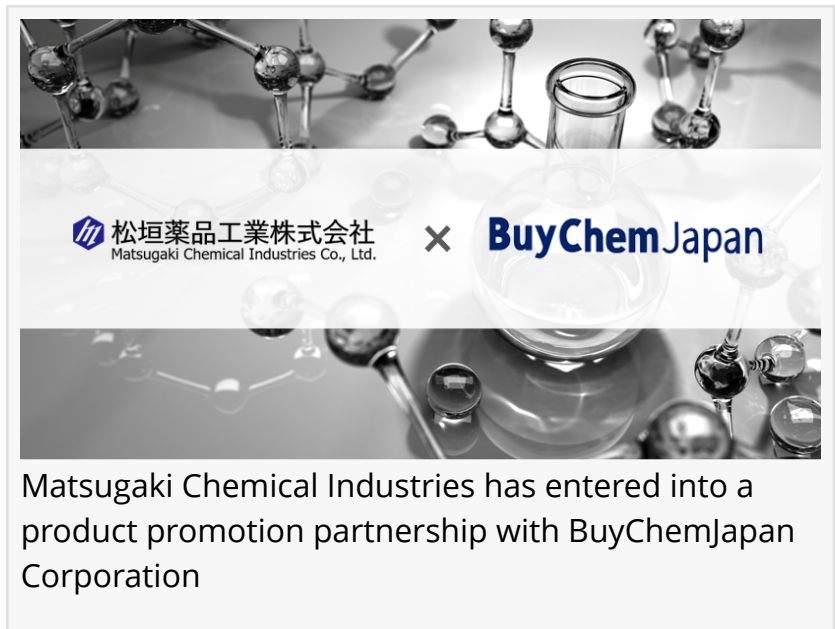 松垣薬品工業株式会社
Matsugaki Chemical Industries Co., Ltd.
×
BuyChemJapan
Matsugaki Chemical Industries has entered into a
product promotion partnership with BuyChemJapan
Corporation